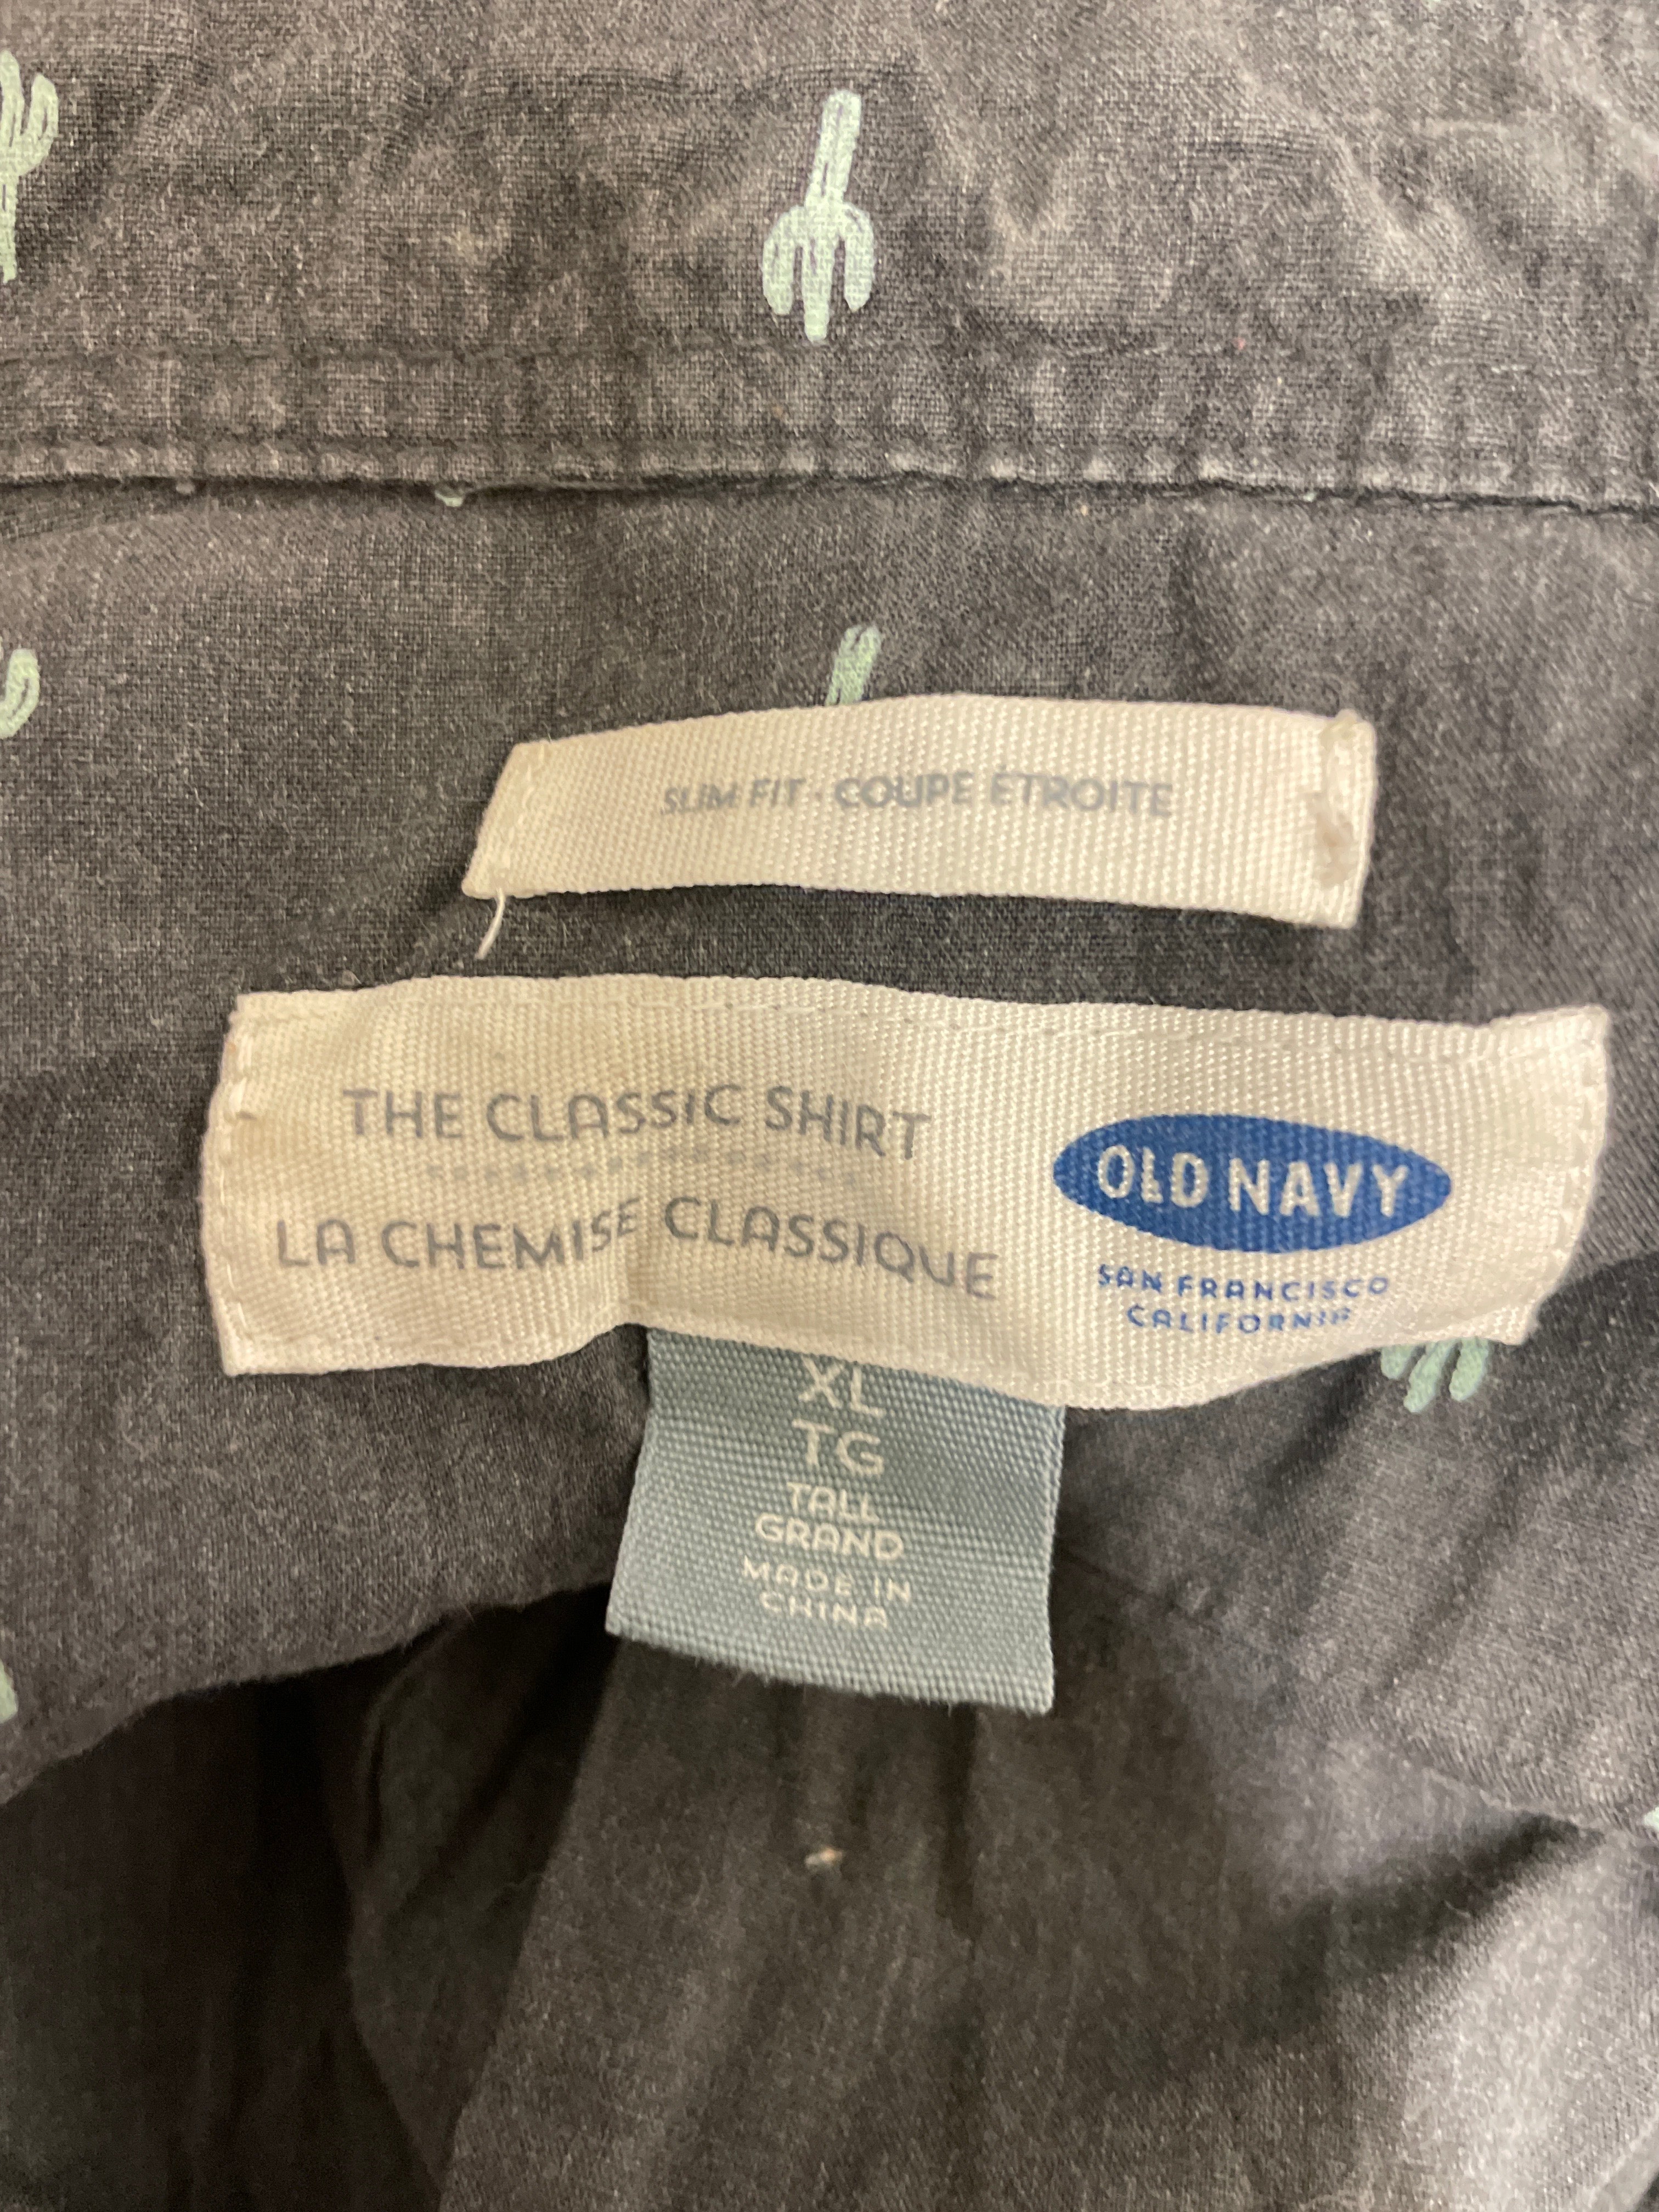 SLIM FIT · COUPE ÉTROITE
THE CLASSIC SHIRT
LA CHEMISE CLASSIQUE
OLD NAVY
SAN FRANCISCO
CALIFORNIA
XL
TG
TALL
GRAND
MADE IN
CHINA